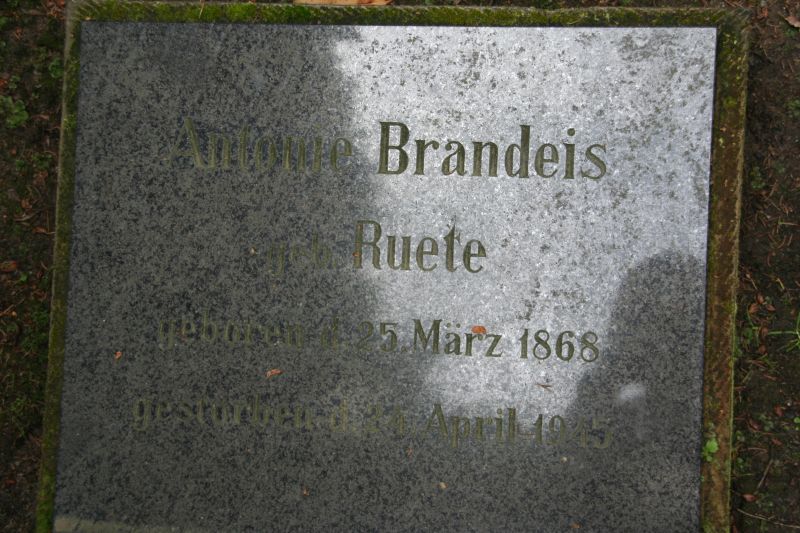 Antonie Brandeis
geb. Ruete
geboren d. 25. März 1868
gestorben d. 24. April 1945